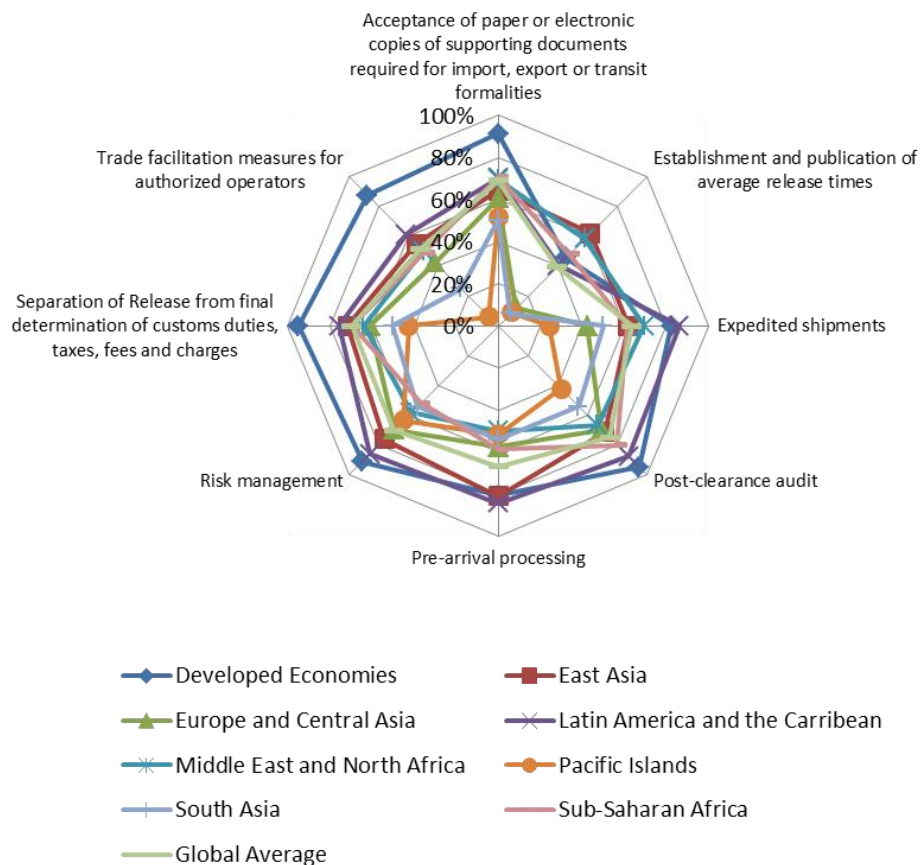 Acceptance of paper or electronic
copies of supporting documents
required for import, export or transit
formalities
100%
80%
60%
40%
20%
0%
Trade facilitation measures for
authorized operators
Establishment and publication of
average release times
Separation of Release from final
determination of customs duties,
taxes, fees and charges
Expedited shipments
Risk management
Post-clearance audit
Pre-arrival processing
Developed Economies
East Asia
Europe and Central Asia
Latin America and the Carribean
Middle East and North Africa
Pacific Islands
South Asia
Sub-Saharan Africa
Global Average